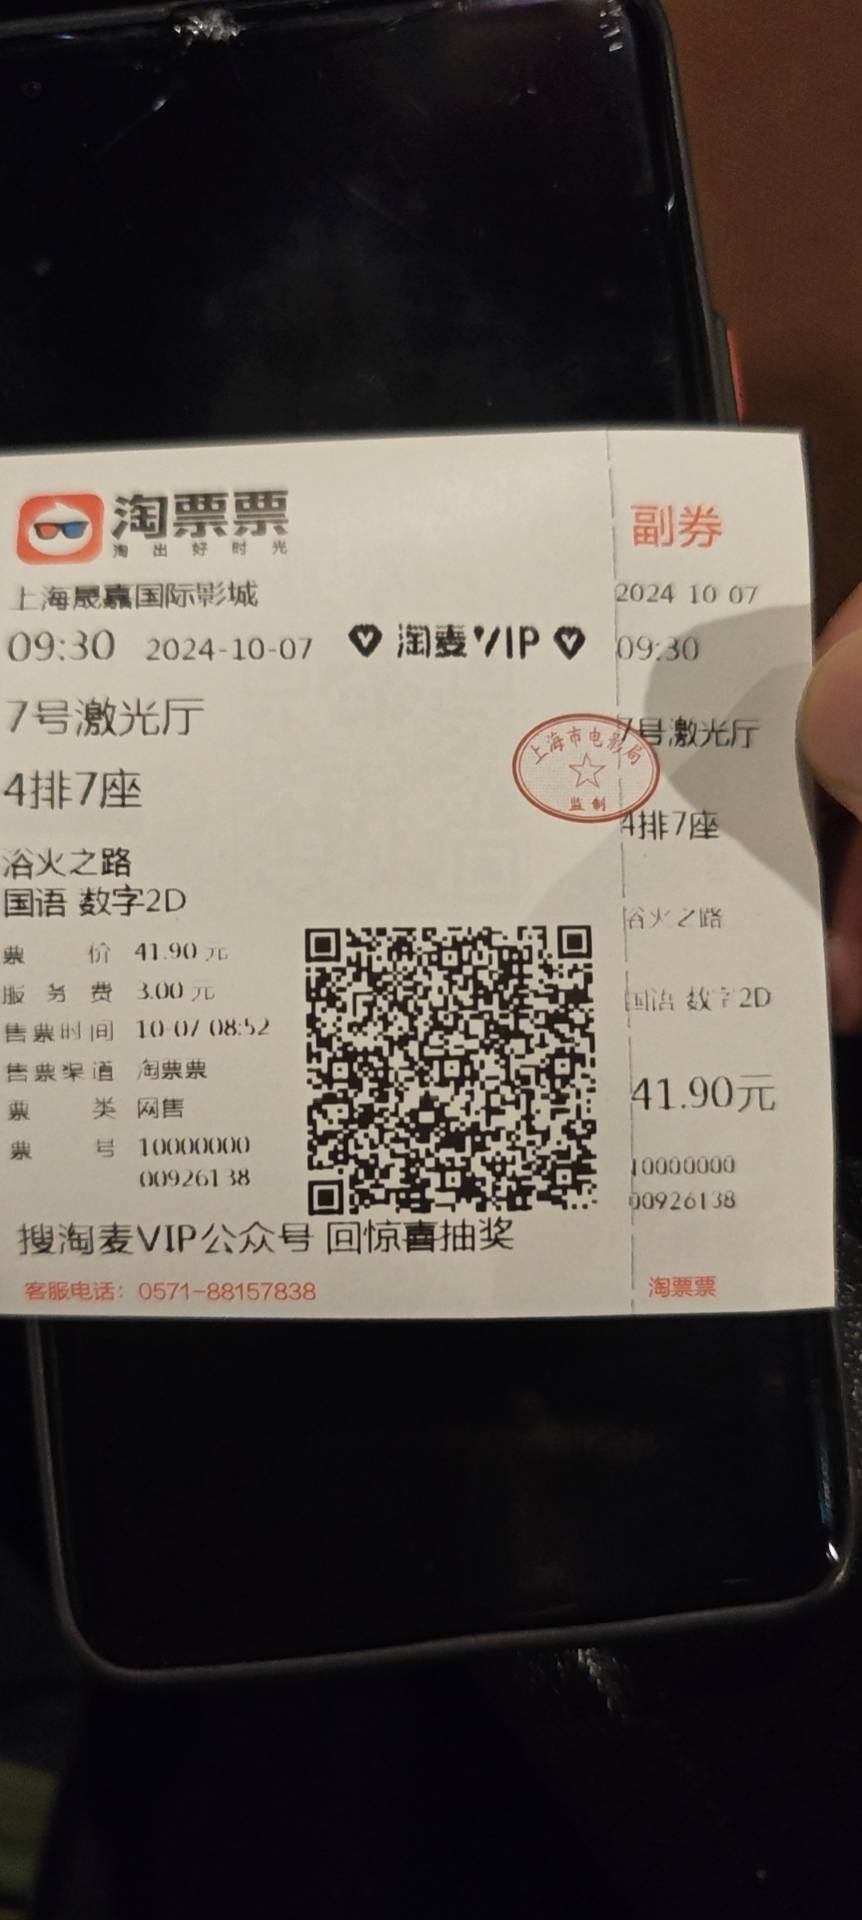 淘票票
淘出好时光
上海晟嘉国际影城
09:30 2024-10-07 淘麦VIP
7号激光厅
4排7座
浴火之路
国语 数字2D
票价 41.90 元
服务费 3.00 元
售票时间 10-07 08:52
售票渠道 淘票票
票类 网售
票号 10000000
00926138
搜淘麦VIP公众号 回惊喜抽奖
客服电话：0571-88157838
上海市电影局
监制
副券
2024 10 07
09:30
7号激光厅
4排7座
浴火之路
国语 数字2D
41.90元
10000000
00926138
淘票票